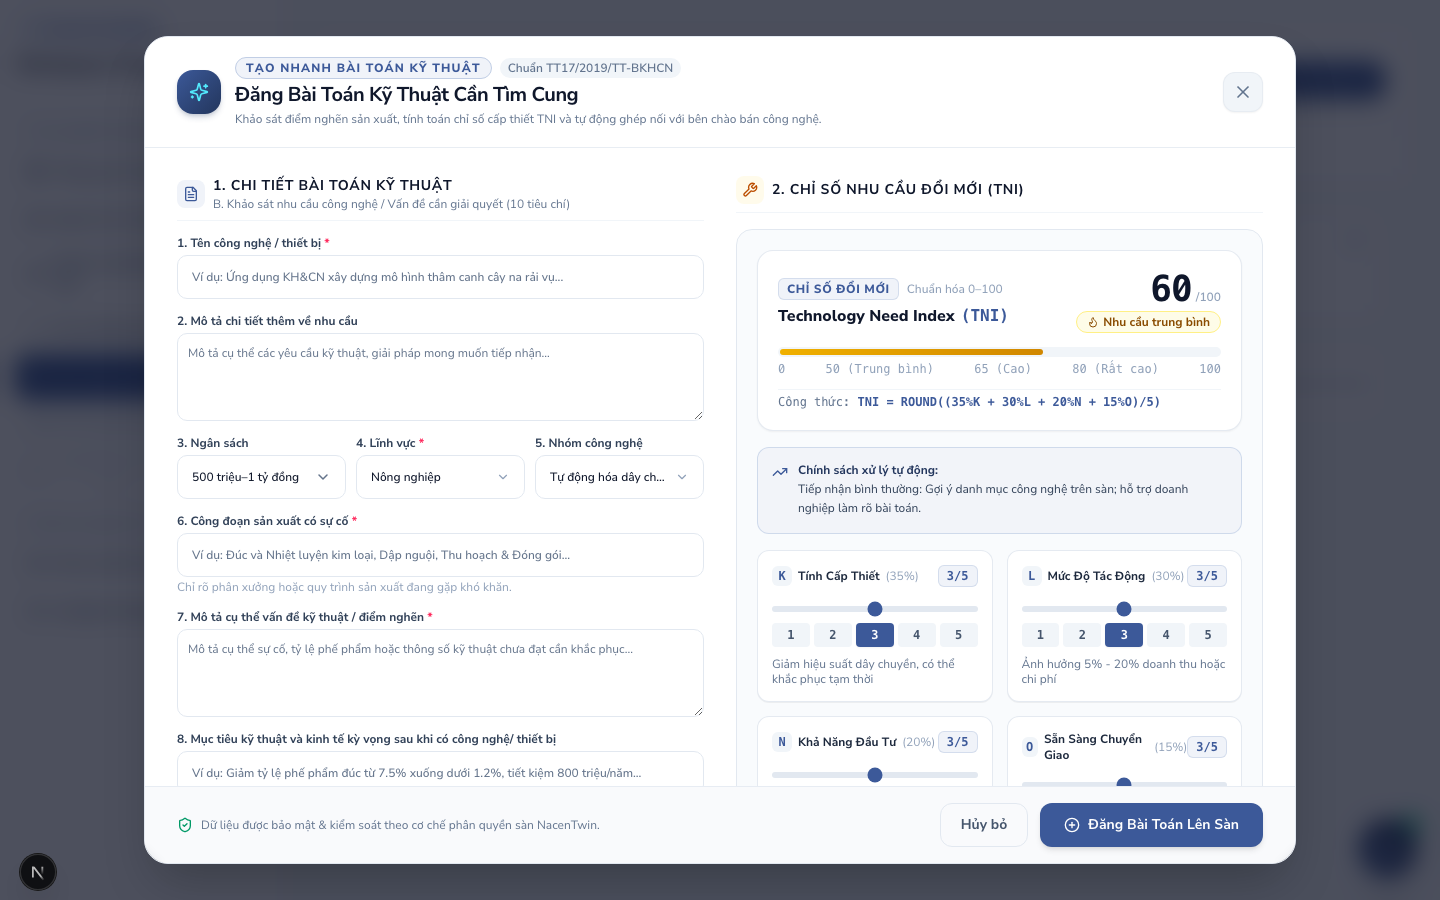 TẠO NHANH BÀI TOÁN KỸ THUẬT
Chuẩn TT17/2019/TT-BKHCN
Đăng Bài Toán Kỹ Thuật Cần Tìm Cung
Khảo sát điểm nghẽn sản xuất, tính toán chỉ số cấp thiết TNI và tự động ghép nối với bên chào bán công nghệ.
1. CHI TIẾT BÀI TOÁN KỸ THUẬT
B. Khảo sát nhu cầu công nghệ / Vấn đề cần giải quyết (10 tiêu chí)
1. Tên công nghệ / thiết bị *
Ví dụ: Ứng dụng KH&CN xây dựng mô hình thâm canh cây na rải vụ...
2. Mô tả chi tiết thêm về nhu cầu
Mô tả cụ thể các yêu cầu kỹ thuật, giải pháp mong muốn tiếp nhận...
3. Ngân sách
4. Lĩnh vực *
5. Nhóm công nghệ
500 triệu–1 tỷ đồng
Nông nghiệp
Tự động hóa dây ch...
6. Công đoạn sản xuất có sự cố *
Ví dụ: Đúc và Nhiệt luyện kim loại, Dập nguội, Thu hoạch & Đóng gói...
Chỉ rõ phân xưởng hoặc quy trình sản xuất đang gặp khó khăn.
7. Mô tả cụ thể vấn đề kỹ thuật / điểm nghẽn *
Mô tả cụ thể sự cố, tỷ lệ phế phẩm hoặc thông số kỹ thuật chưa đạt cần khắc phục...
8. Mục tiêu kỹ thuật và kinh tế kỳ vọng sau khi có công nghệ/ thiết bị
Ví dụ: Giảm tỷ lệ phế phẩm đúc từ 7.5% xuống dưới 1.2%, tiết kiệm 800 triệu/năm...
2. CHỈ SỐ NHU CẦU ĐỔI MỚI (TNI)
CHỈ SỐ ĐỔI MỚI
Chuẩn hóa 0–100
60 /100
Technology Need Index (TNI)
Nhu cầu trung bình
0 50 (Trung bình) 65 (Cao) 80 (Rất cao) 100
Công thức: TNI = ROUND((35%K + 30%L + 20%N + 15%O)/5)
Chính sách xử lý tự động:
Tiếp nhận bình thường: Gợi ý danh mục công nghệ trên sàn; hỗ trợ doanh
nghiệp làm rõ bài toán.
K Tính Cấp Thiết (35%) 3/5
1 2 3 4 5
Giảm hiệu suất dây chuyền, có thể
khắc phục tạm thời
L Mức Độ Tác Động (30%) 3/5
1 2 3 4 5
Ảnh hưởng 5% - 20% doanh thu hoặc
chi phí
N Khả Năng Đầu Tư (20%) 3/5
O Sẵn Sàng Chuyển
Giao (15%) 3/5
Dữ liệu được bảo mật & kiểm soát theo cơ chế phân quyền sàn NacenTwin.
Hủy bỏ
Đăng Bài Toán Lên Sàn
N